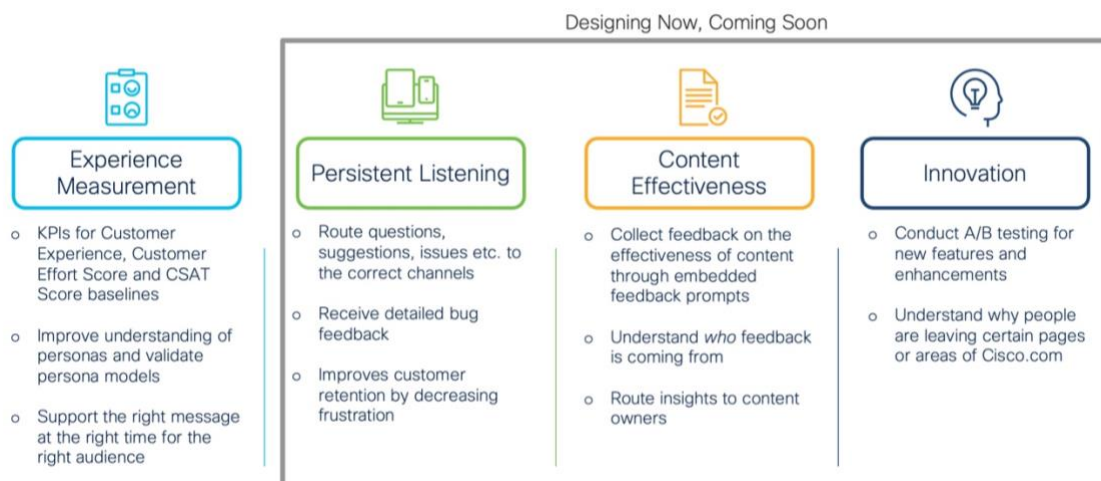 Designing Now, Coming Soon
Experience
Measurement
o KPIs for Customer
Experience, Customer
Effort Score and CSAT
Score baselines
o Improve understanding of
personas and validate
persona models
o Support the right message
at the right time for the
right audience
Persistent Listening
o Route questions,
suggestions, issues etc. to
the correct channels
o Receive detailed bug
feedback
o Improves customer
retention by decreasing
frustration
Content
Effectiveness
o Collect feedback on the
effectiveness of content
through embedded
feedback prompts
o Understand who feedback
is coming from
o Route insights to content
owners
Innovation
o Conduct A/B testing for
new features and
enhancements
o Understand why people
are leaving certain pages
or areas of Cisco.com